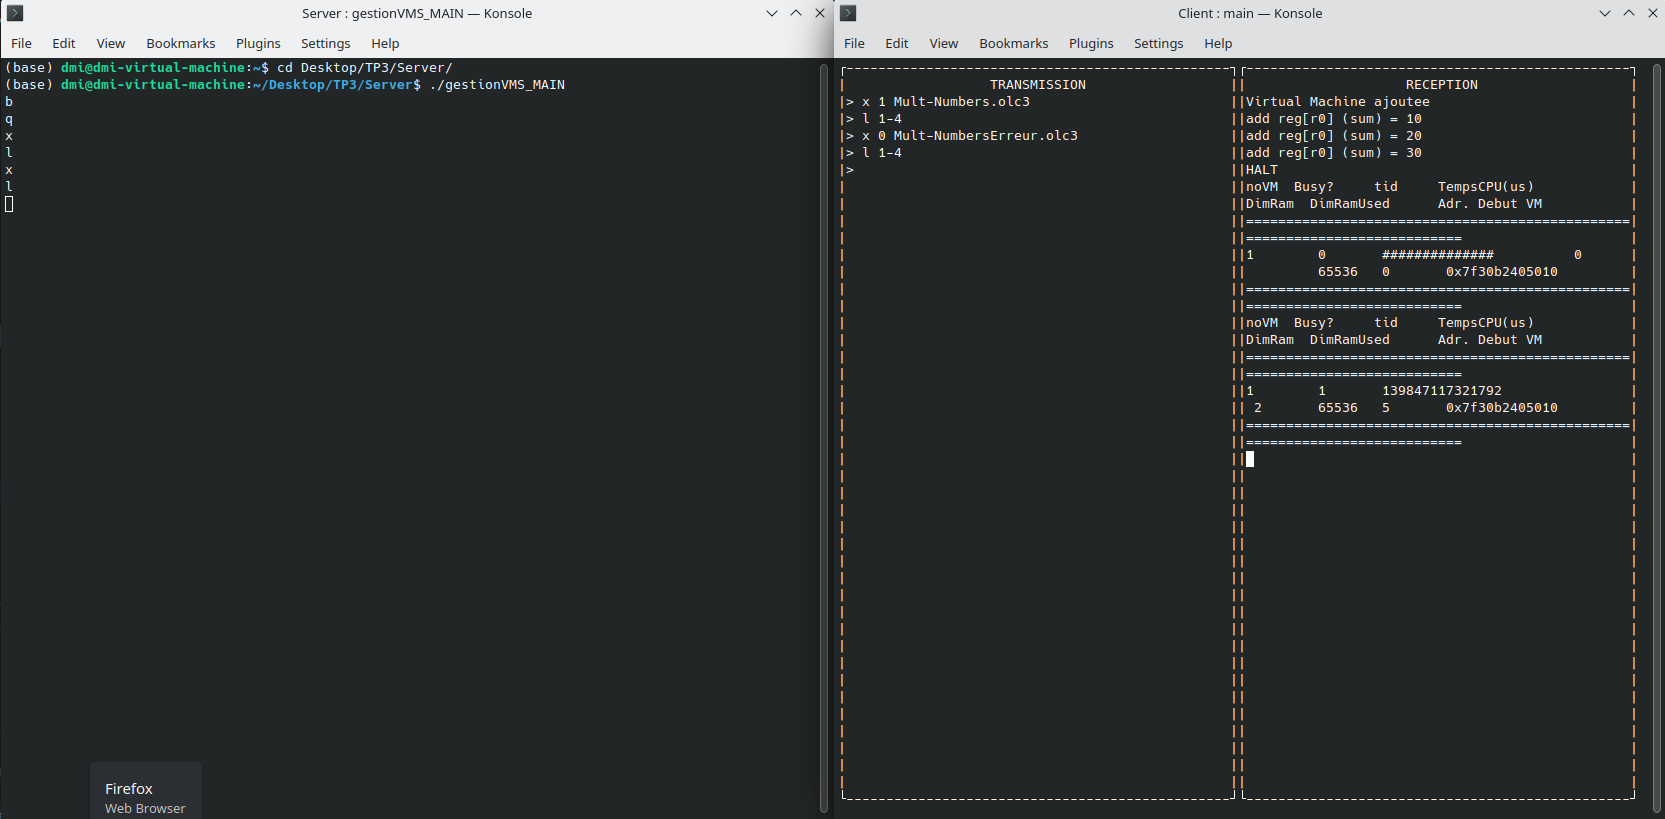 Server : gestionVMS_MAIN — Konsole
File Edit View Bookmarks Plugins Settings Help
(base) dmi@dmi-virtual-machine:~$ cd Desktop/TP3/Server/
(base) dmi@dmi-virtual-machine:~/Desktop/TP3/Server$ ./gestionVMS_MAIN
b
q
x
l
x
l
Firefox
Web Browser
Client : main — Konsole
File Edit View Bookmarks Plugins Settings Help
TRANSMISSION
> x 1 Mult-Numbers.olc3
> l 1-4
> x 0 Mult-NumbersErreur.olc3
> l 1-4
>
RECEPTION
Virtual Machine ajoutee
add reg[r0] (sum) = 10
add reg[r0] (sum) = 20
add reg[r0] (sum) = 30
HALT
noVM Busy? tid TempsCPU(us)
DimRam DimRamUsed Adr. Debut VM
================================================
===========================
1 0 ############## 0
65536 0 0x7f30b2405010
================================================
===========================
noVM Busy? tid TempsCPU(us)
DimRam DimRamUsed Adr. Debut VM
================================================
===========================
1 1 139847117321792
2 65536 5 0x7f30b2405010
================================================
===========================